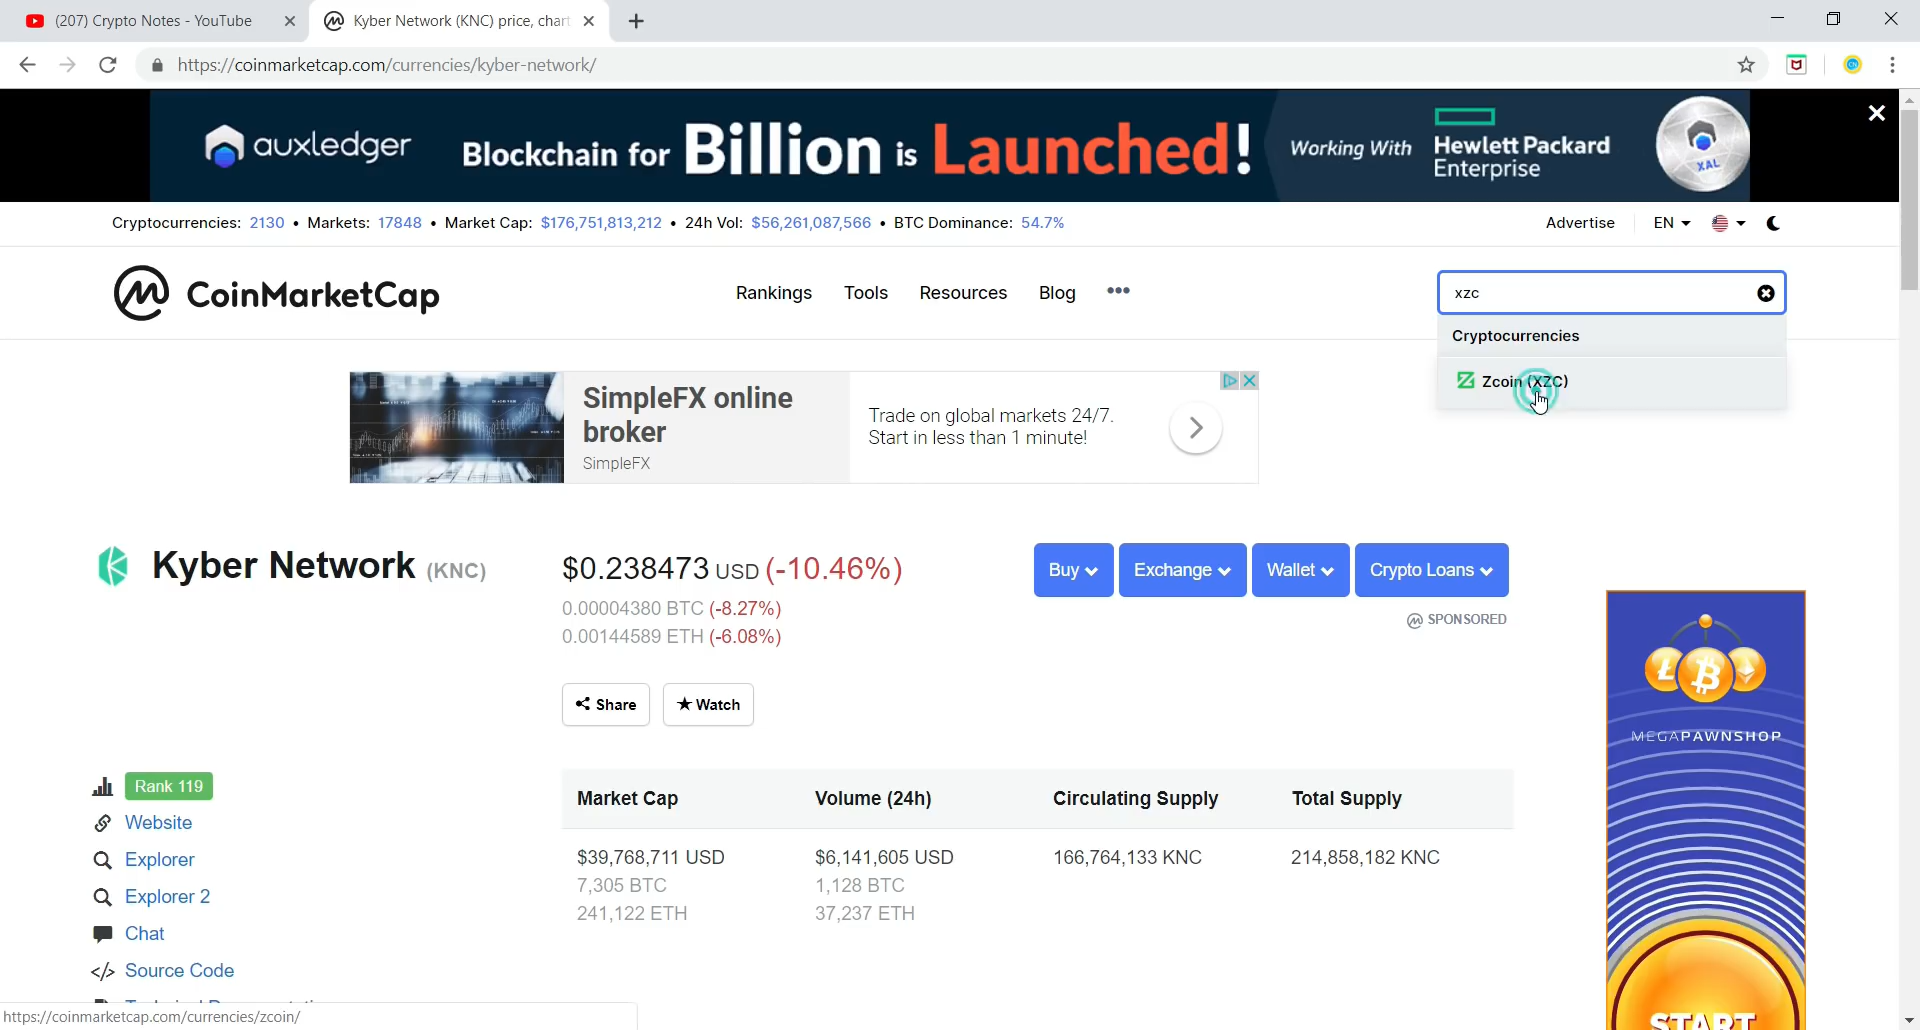 (207) Crypto Notes - YouTube
Kyber Network (KNC) price, chart
https://coinmarketcap.com/currencies/kyber-network/
auxledger
Blockchain for Billion is Launched!
Working With
Hewlett Packard
Enterprise
XAL
Cryptocurrencies: 2130 • Markets: 17848 • Market Cap: $176,751,813,212 • 24h Vol: $56,261,087,566 • BTC Dominance: 54.7%
Advertise
EN
CoinMarketCap
Rankings
Tools
Resources
Blog
•••
xzc
Cryptocurrencies
Zcoin (XZC)
SimpleFX online
broker
SimpleFX
Trade on global markets 24/7.
Start in less than 1 minute!
Kyber Network (KNC)
$0.238473 USD (-10.46%)
0.00004380 BTC (-8.27%)
0.00144589 ETH (-6.08%)
Buy
Exchange
Wallet
Crypto Loans
SPONSORED
Share
Watch
Rank 119
Website
Explorer
Explorer 2
Chat
Source Code
Market Cap
Volume (24h)
Circulating Supply
Total Supply
$39,768,711 USD
$6,141,605 USD
166,764,133 KNC
214,858,182 KNC
7,305 BTC
1,128 BTC
241,122 ETH
37,237 ETH
MEGAPAWNSHOP
START
https://coinmarketcap.com/currencies/zcoin/